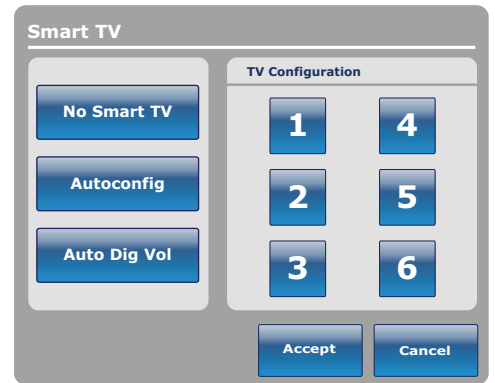 Smart TV
No Smart TV
Autoconfig
Auto Dig Vol
TV Configuration
1 4
2 5
3 6
Accept Cancel